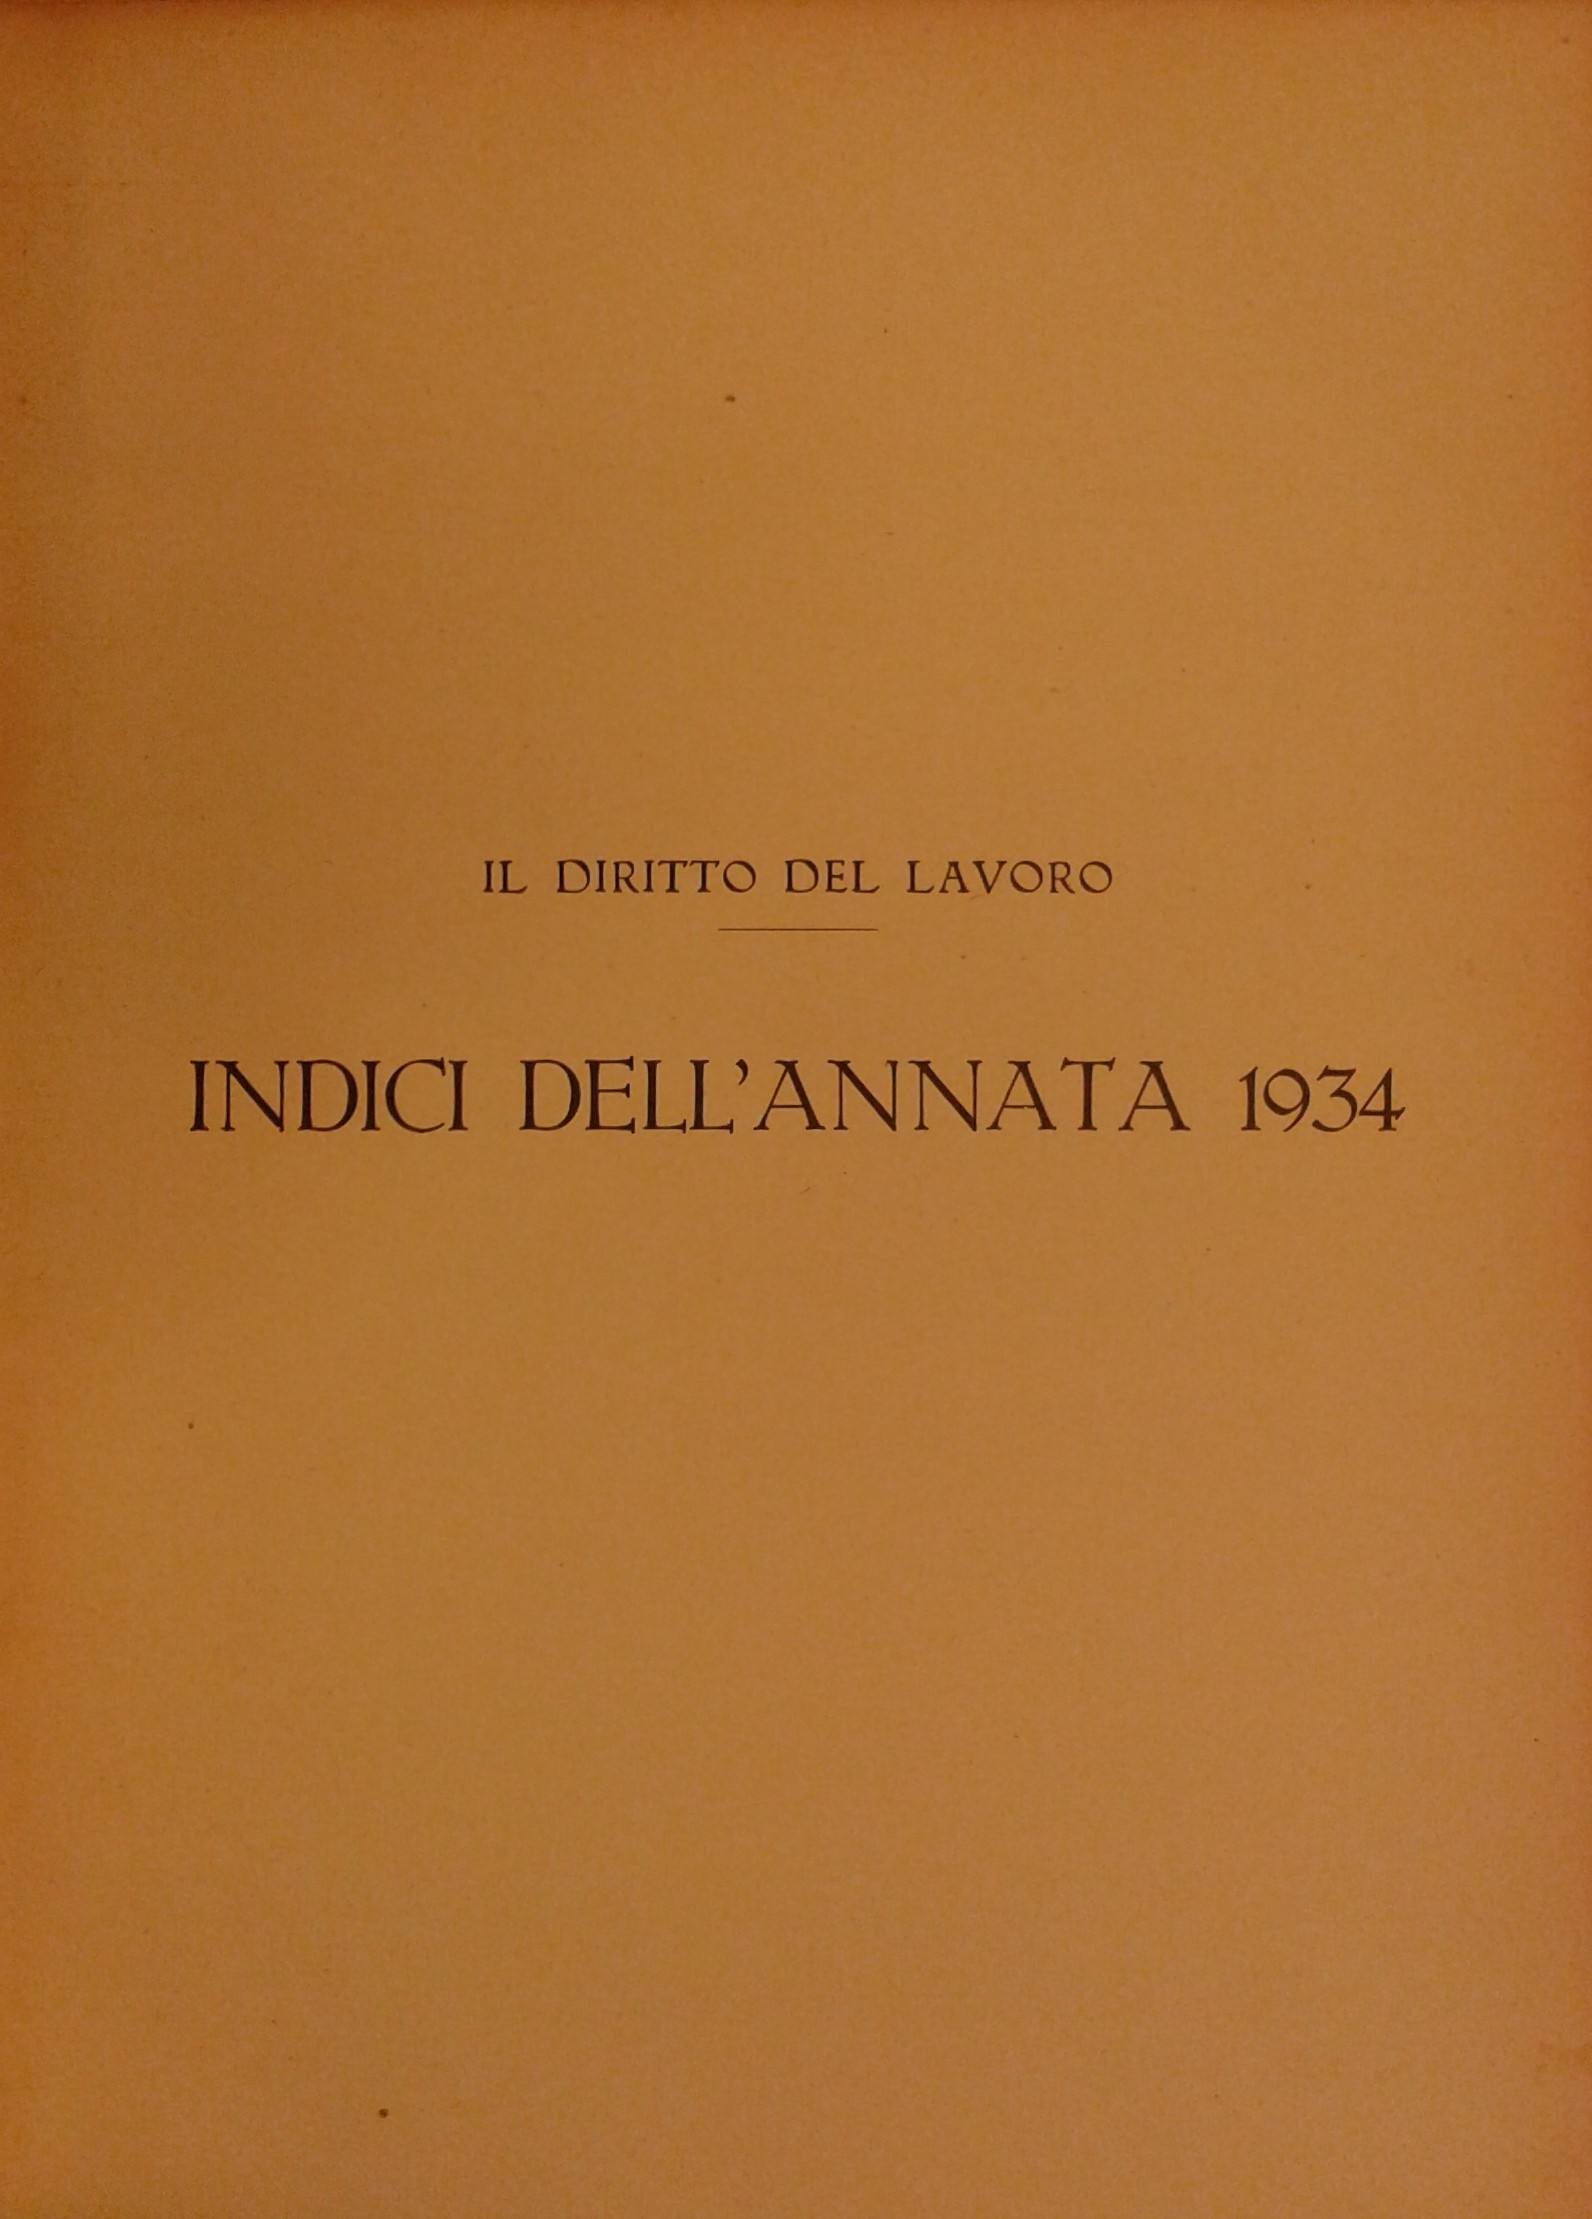 IL DIRITTO DEL LAVORO
INDICI DELL'ANNATA 1934